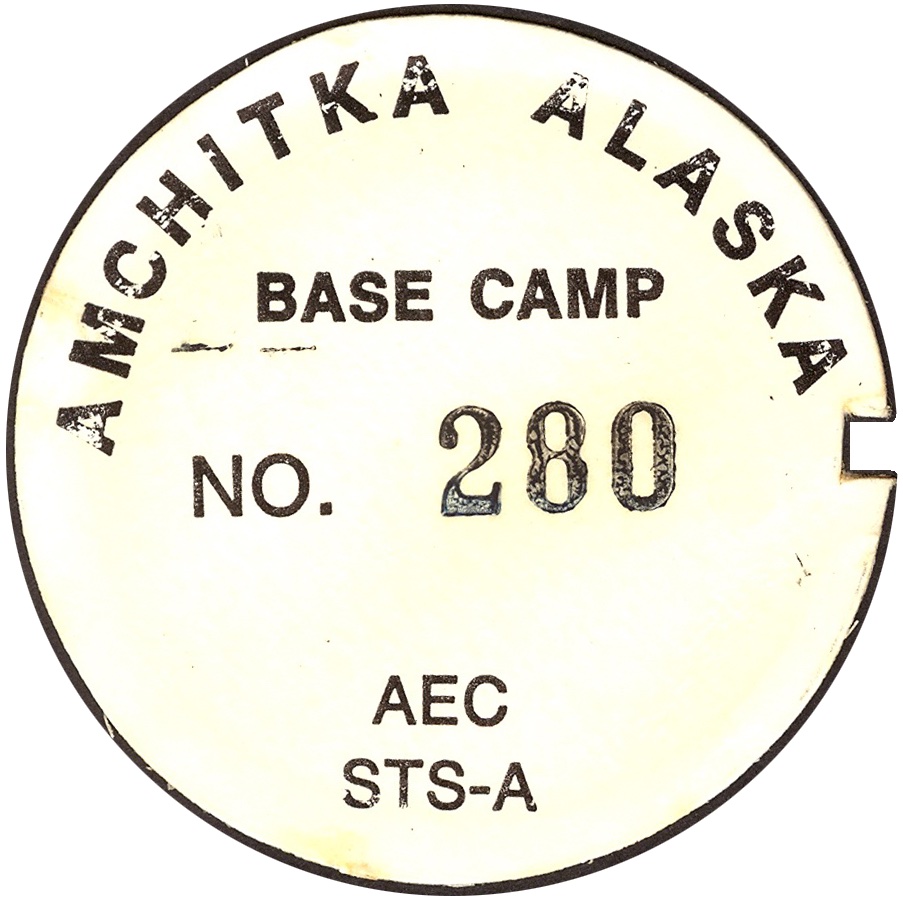 AMCHITKA ALASKA
BASE CAMP
NO. 280
AEC
STS-A